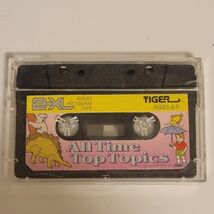 2-XL
AUDIO
PROGRAM
TAPE
TIGER
AGES 4-9
All Time
Top Topics